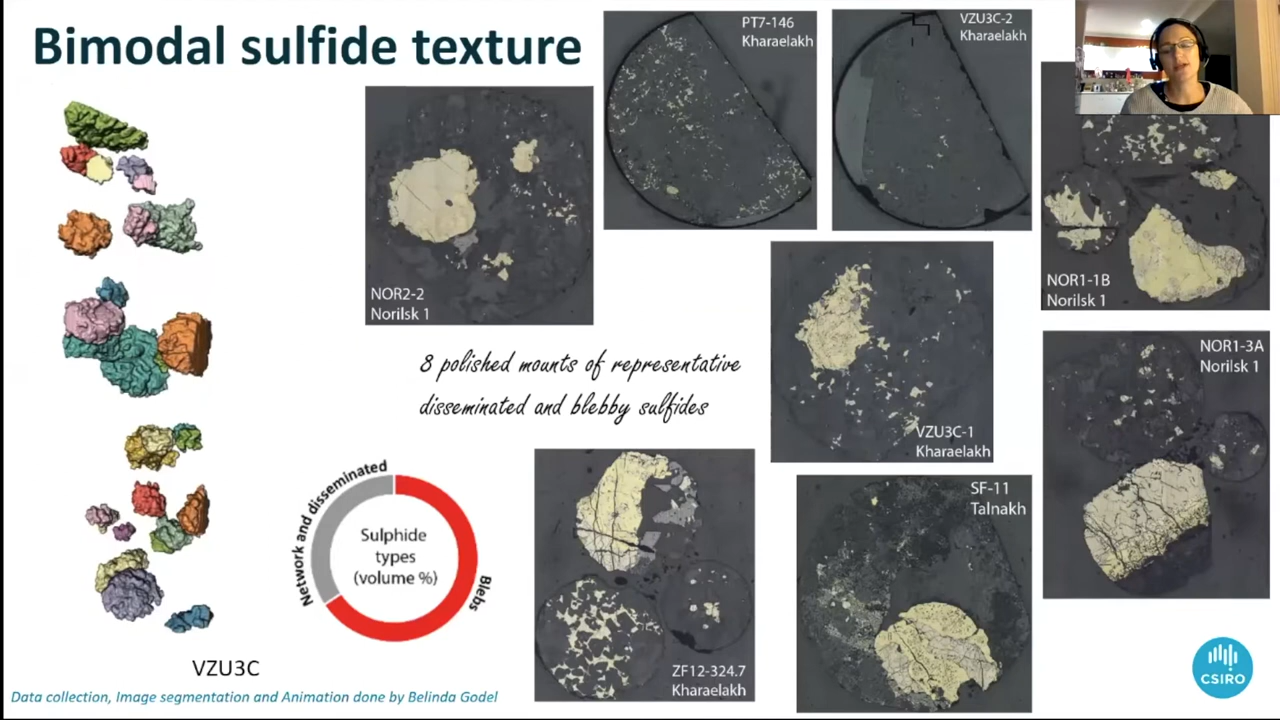 Bimodal sulfide texture
PT7-146
Kharaelakh
VZU3C-2
Kharaelakh
NOR2-2
Norilsk 1
NOR1-1B
Norilsk 1
8 polished mounts of representative
disseminated and blebby sulfides
VZU3C-1
Kharaelakh
NOR1-3A
Norilsk 1
Network and disseminated
Sulphide
types
(volume %)
Blebs
ZF12-324.7
Kharaelakh
SF-11
Talnakh
VZU3C
Data collection, Image segmentation and Animation done by Belinda Godel
CSIRO